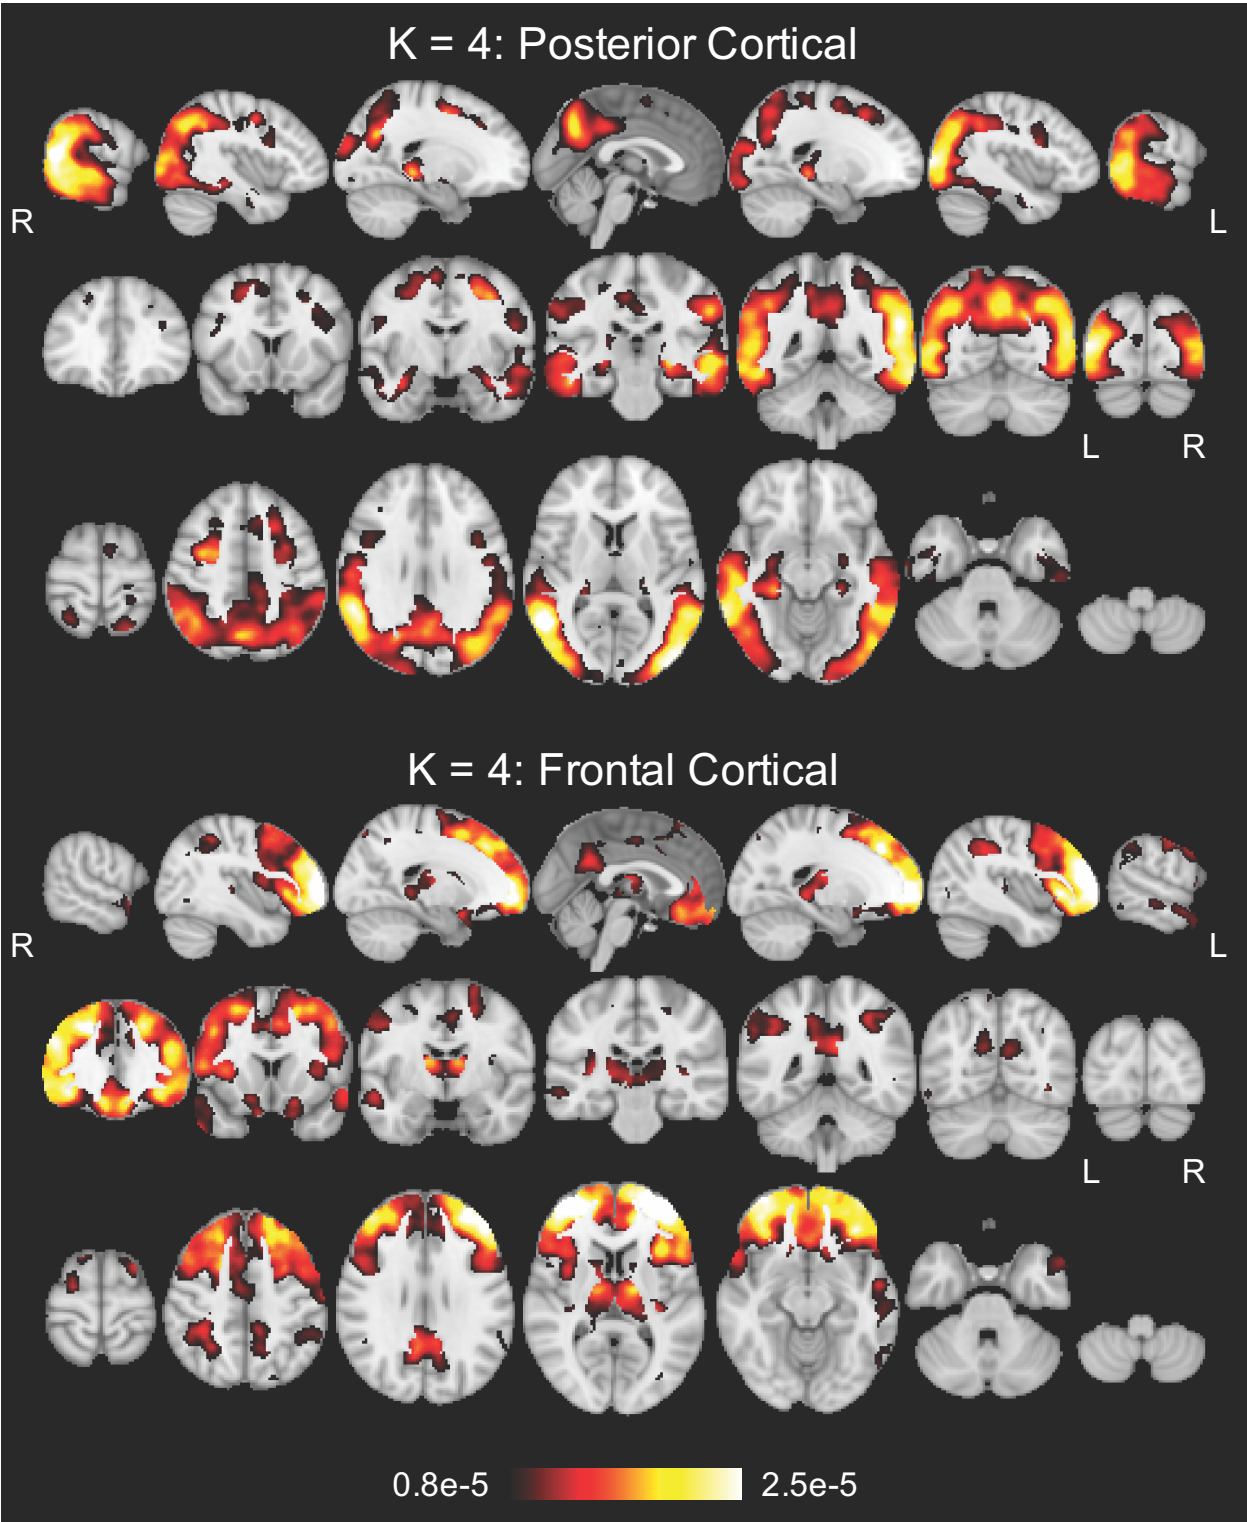 K = 4: Posterior Cortical
R L
L R
K = 4: Frontal Cortical
R L
L R
0.8e-5 2.5e-5